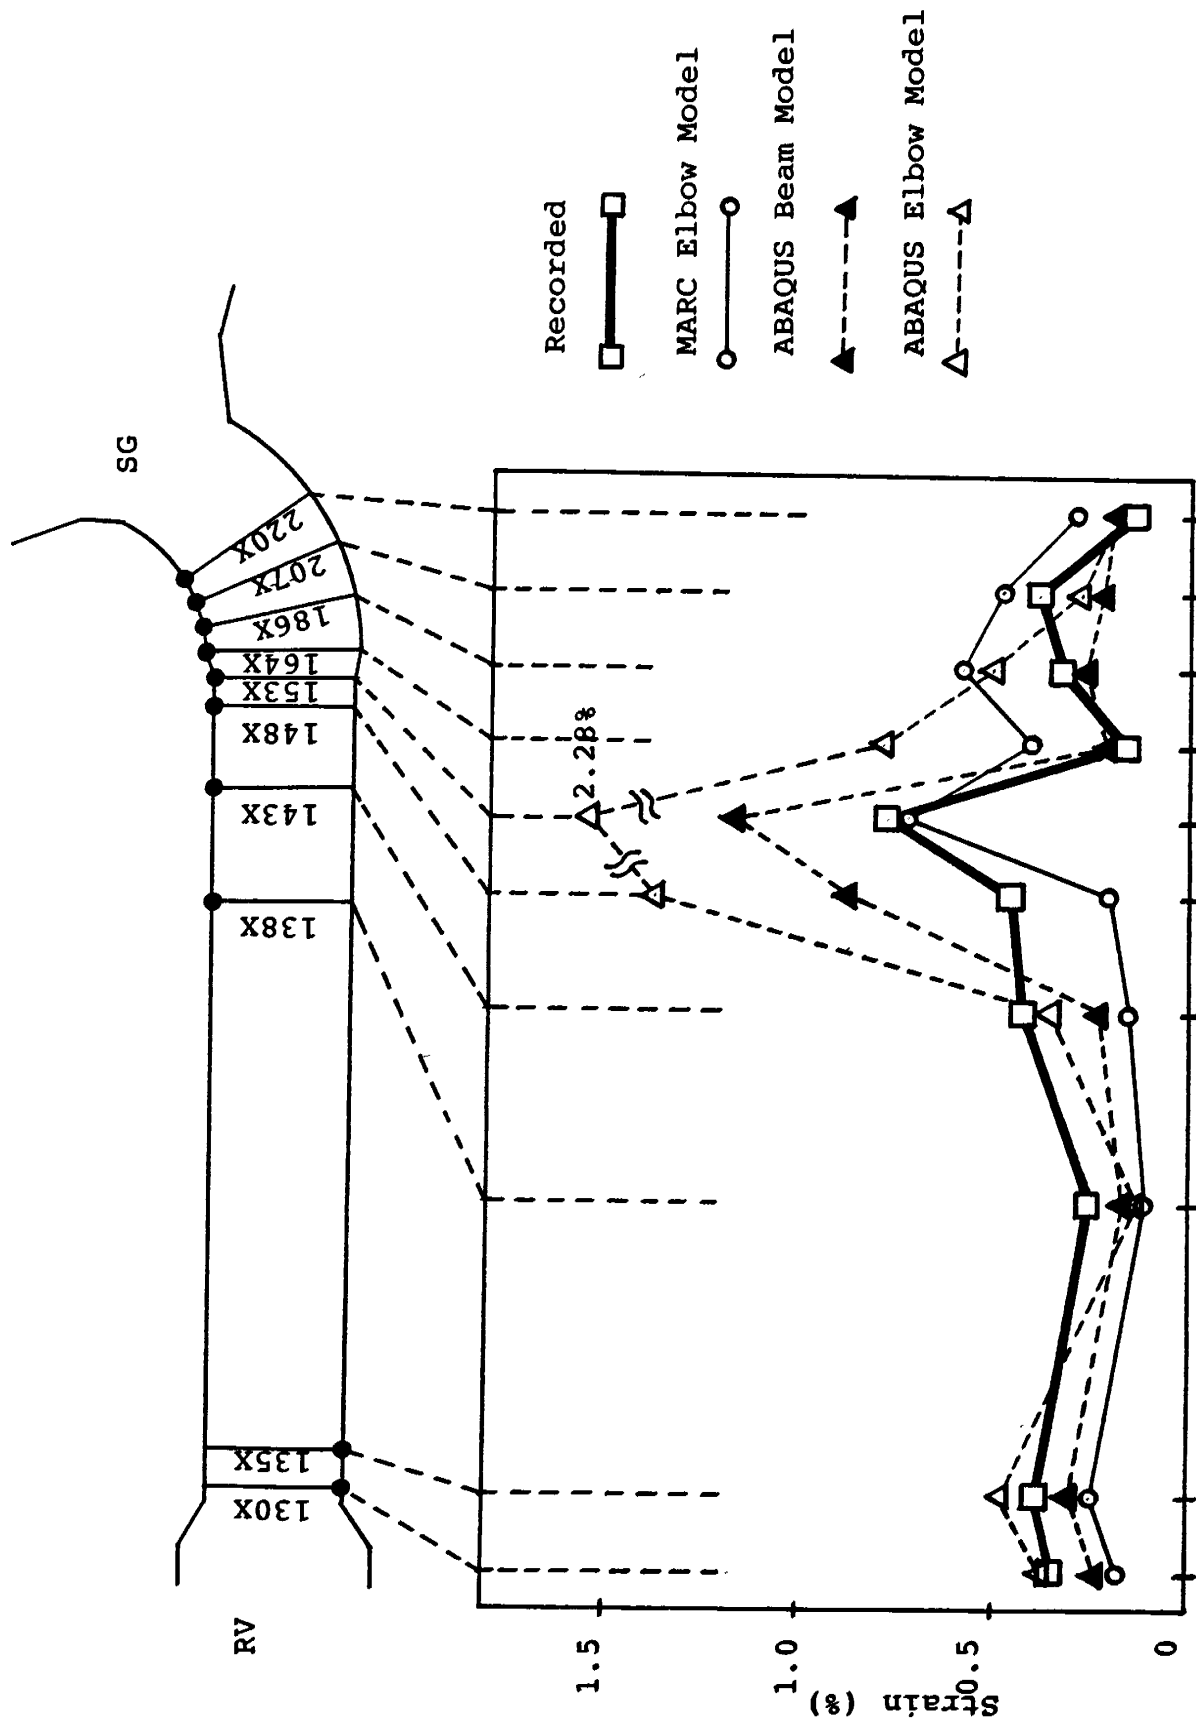 RV
SG
130X
135X
138X
143X
148X
153X
164X
186X
207X
220X
Recorded
MARC Elbow Model
ABAQUS Beam Model
ABAQUS Elbow Model
2.28%
1.5
1.0
0.5
0
Strain (%)